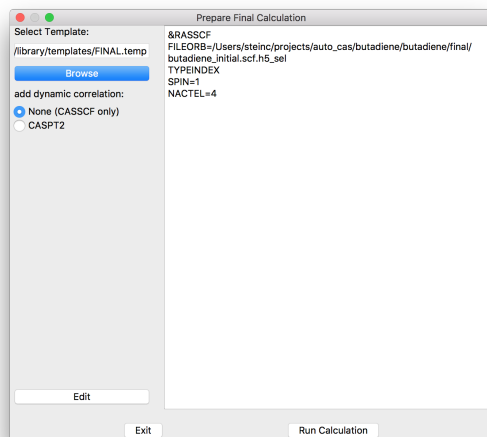 Prepare Final Calculation
Select Template:
/library/templates/FINAL.temp
Browse
add dynamic correlation:
None (CASSCF only)
CASPT2
&RASSCF
FILEORB=/Users/steinc/projects/auto_cas/butadiene/butadiene/final/
butadiene_initial.scf.h5_sel
TYPEINDEX
SPIN=1
NACTEL=4
Edit
Exit
Run Calculation